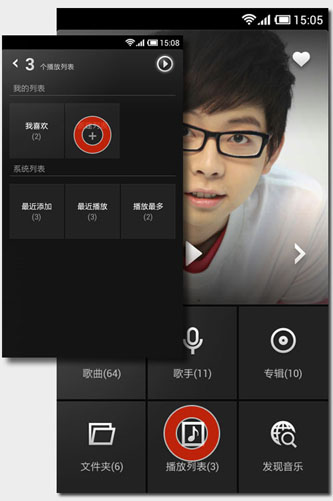 15:05
15:08
3 个播放列表
我的列表
我喜欢
(2)
系统列表
最近添加
(3)
最近播放
(3)
播放最多
(2)
歌曲(64)
歌手(11)
专辑(10)
文件夹(6)
播放列表(3)
发现音乐